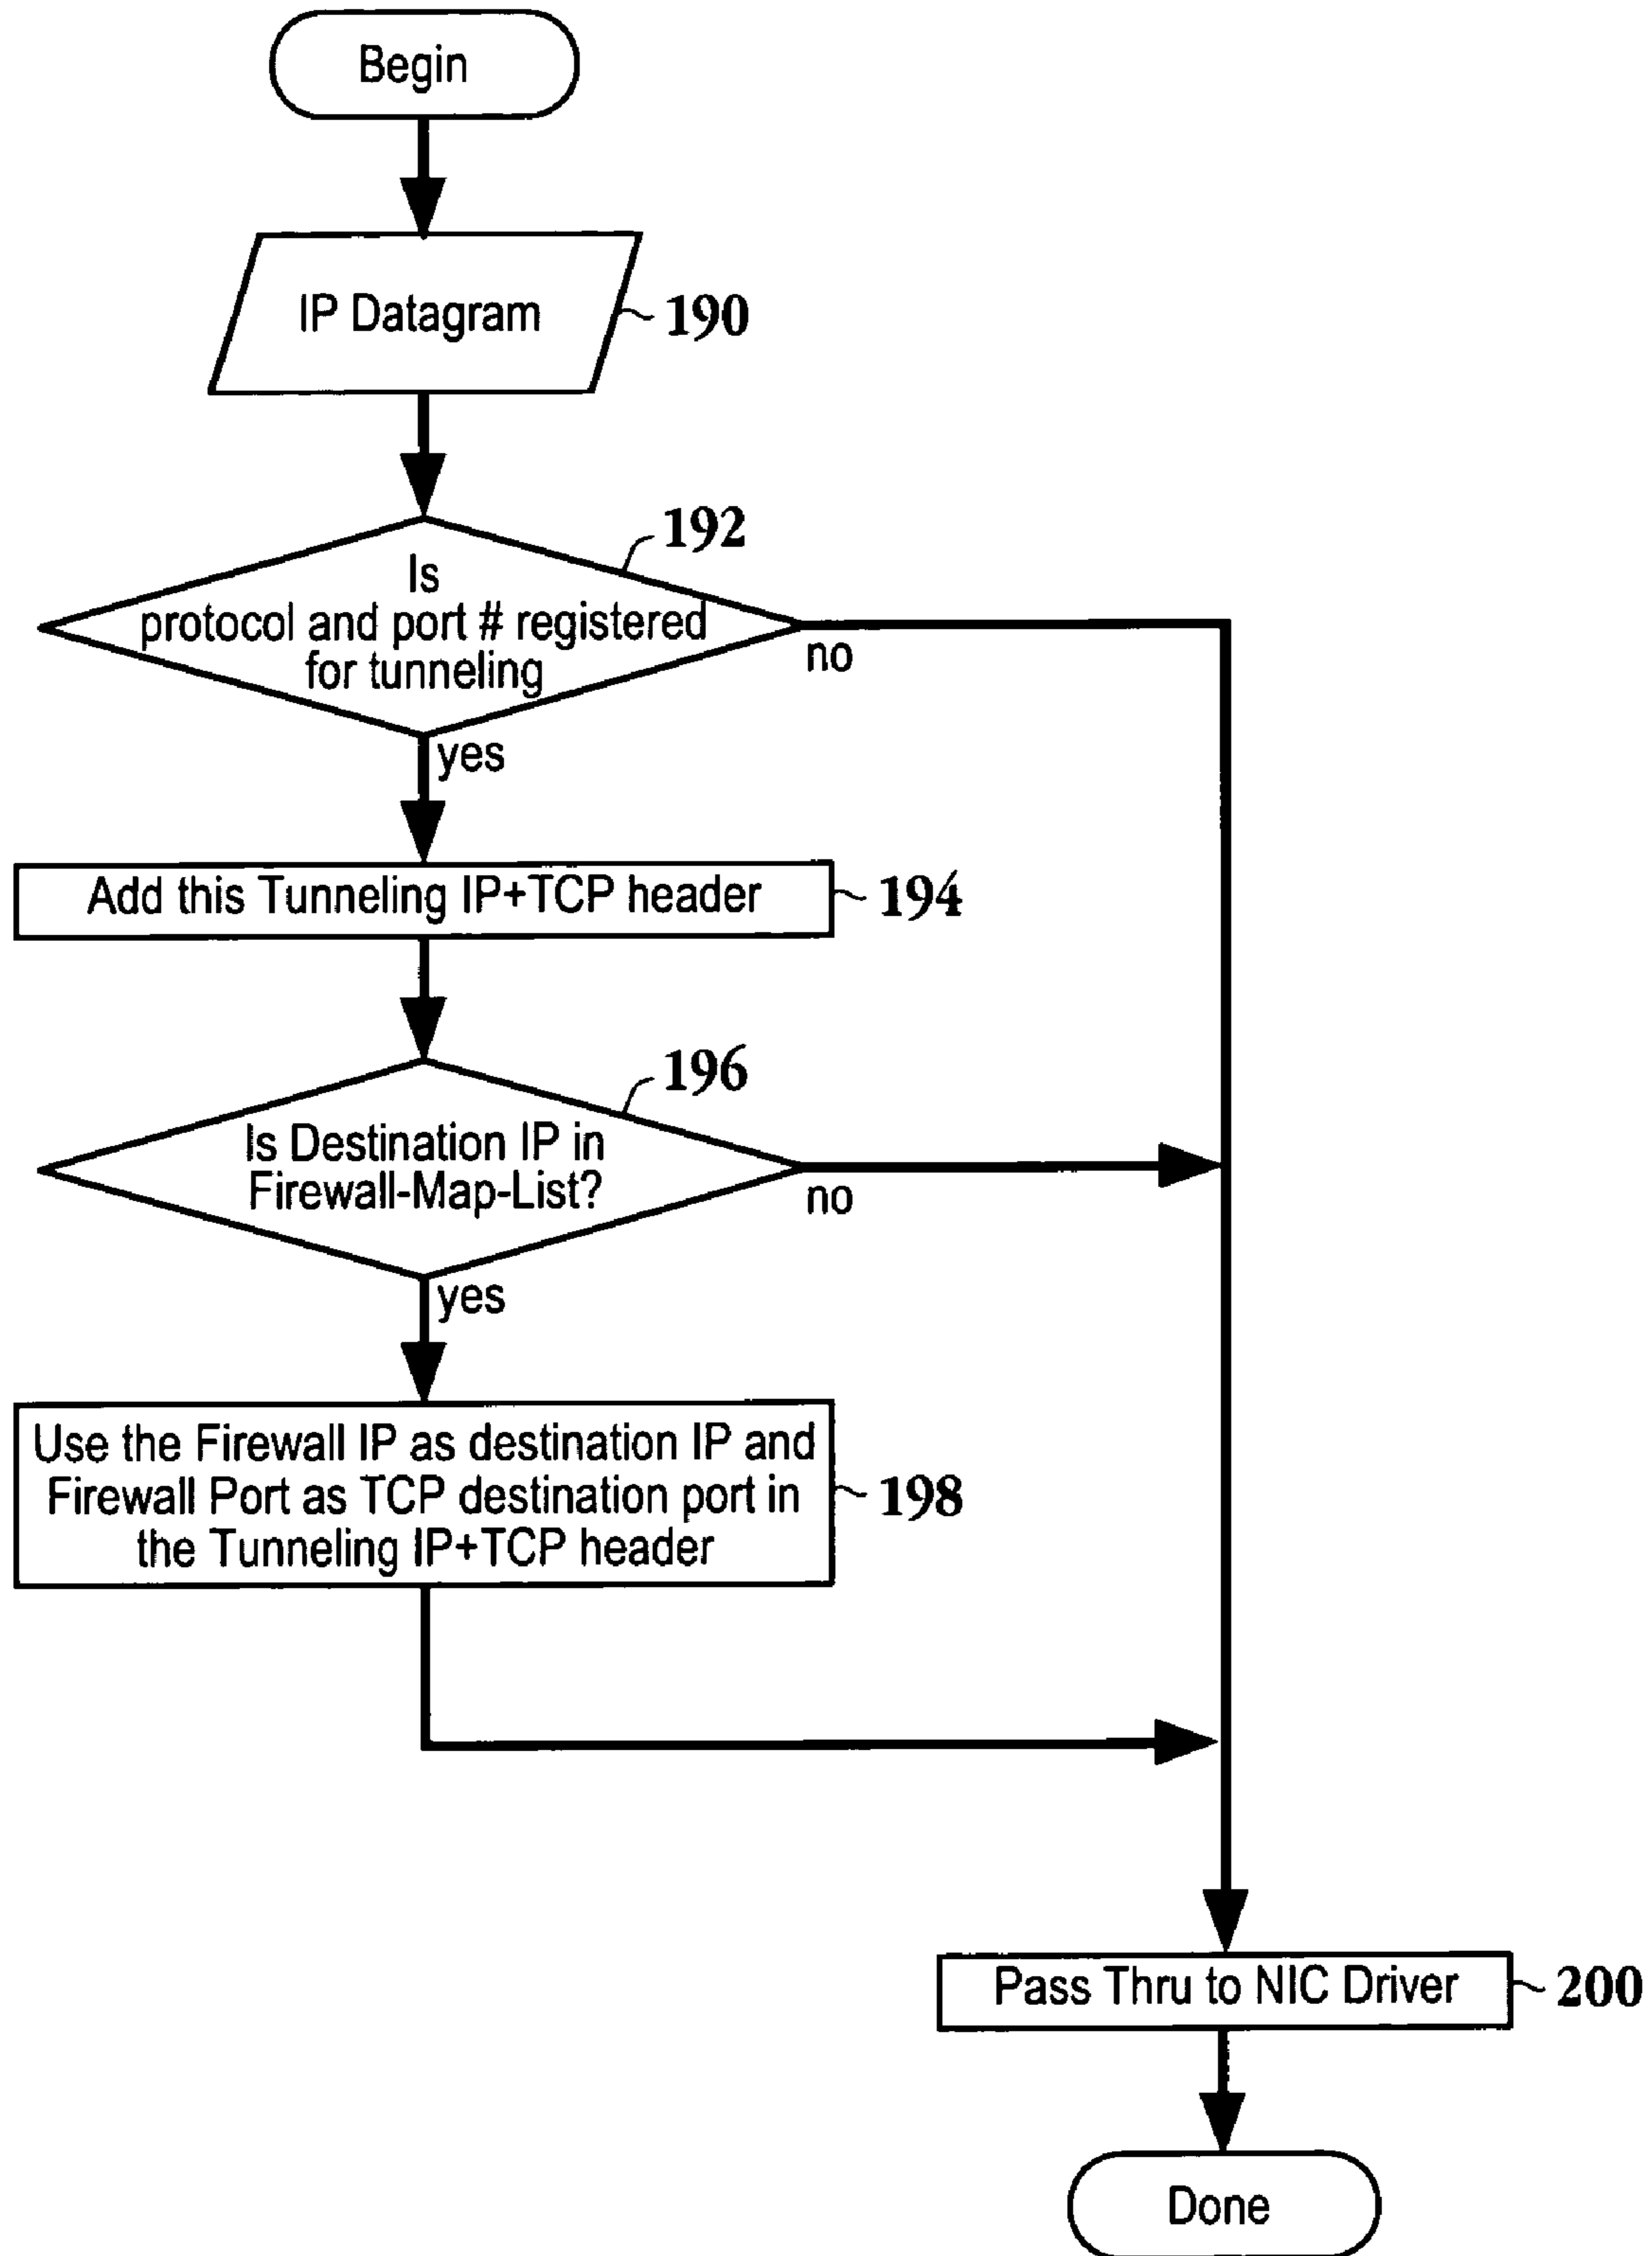 Begin
IP Datagram
190
192
Is
protocol and port # registered
for tunneling
no
yes
Add this Tunneling IP+TCP header
194
196
Is Destination IP in
Firewall-Map-List?
no
yes
Use the Firewall IP as destination IP and
Firewall Port as TCP destination port in
the Tunneling IP+TCP header
198
Pass Thru to NIC Driver
200
Done